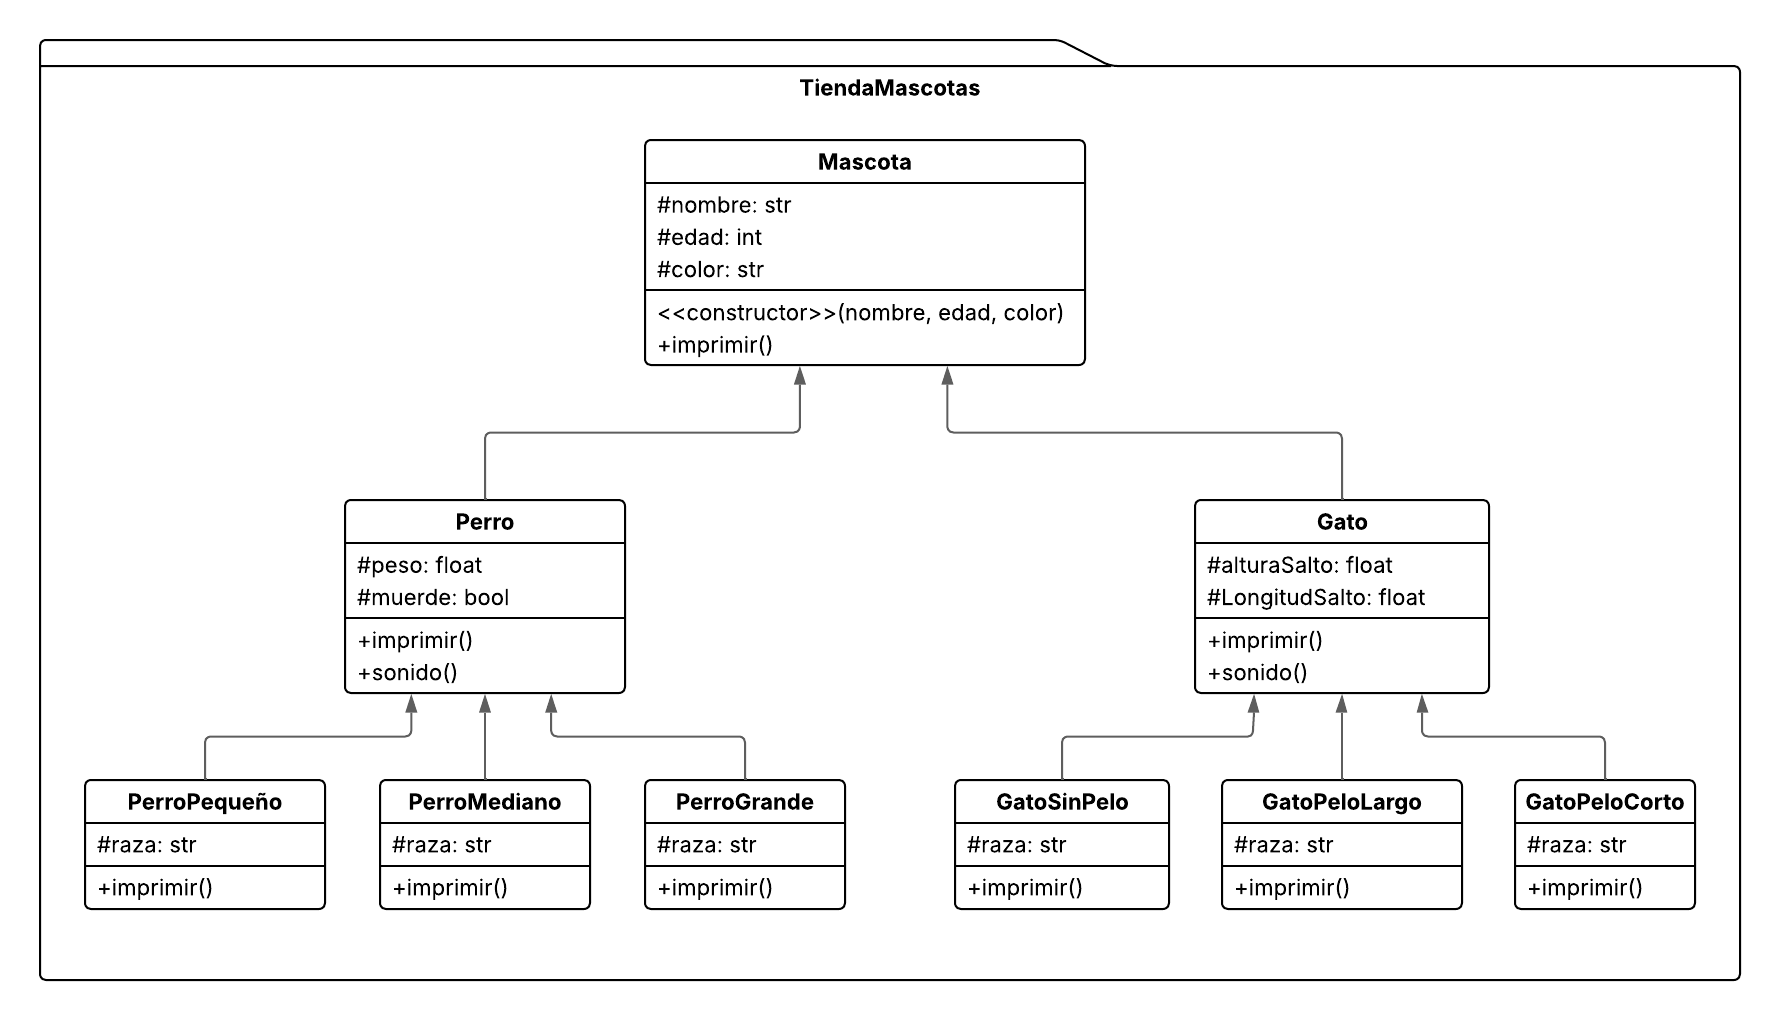 TiendaMascotas
Mascota
#nombre: str
#edad: int
#color: str
<<constructor>>(nombre, edad, color)
+imprimir()
Perro
#peso: float
#muerde: bool
+imprimir()
+sonido()
Gato
#alturaSalto: float
#LongitudSalto: float
+imprimir()
+sonido()
PerroPequeño
#raza: str
+imprimir()
PerroMediano
#raza: str
+imprimir()
PerroGrande
#raza: str
+imprimir()
GatoSinPelo
#raza: str
+imprimir()
GatoPeloLargo
#raza: str
+imprimir()
GatoPeloCorto
#raza: str
+imprimir()